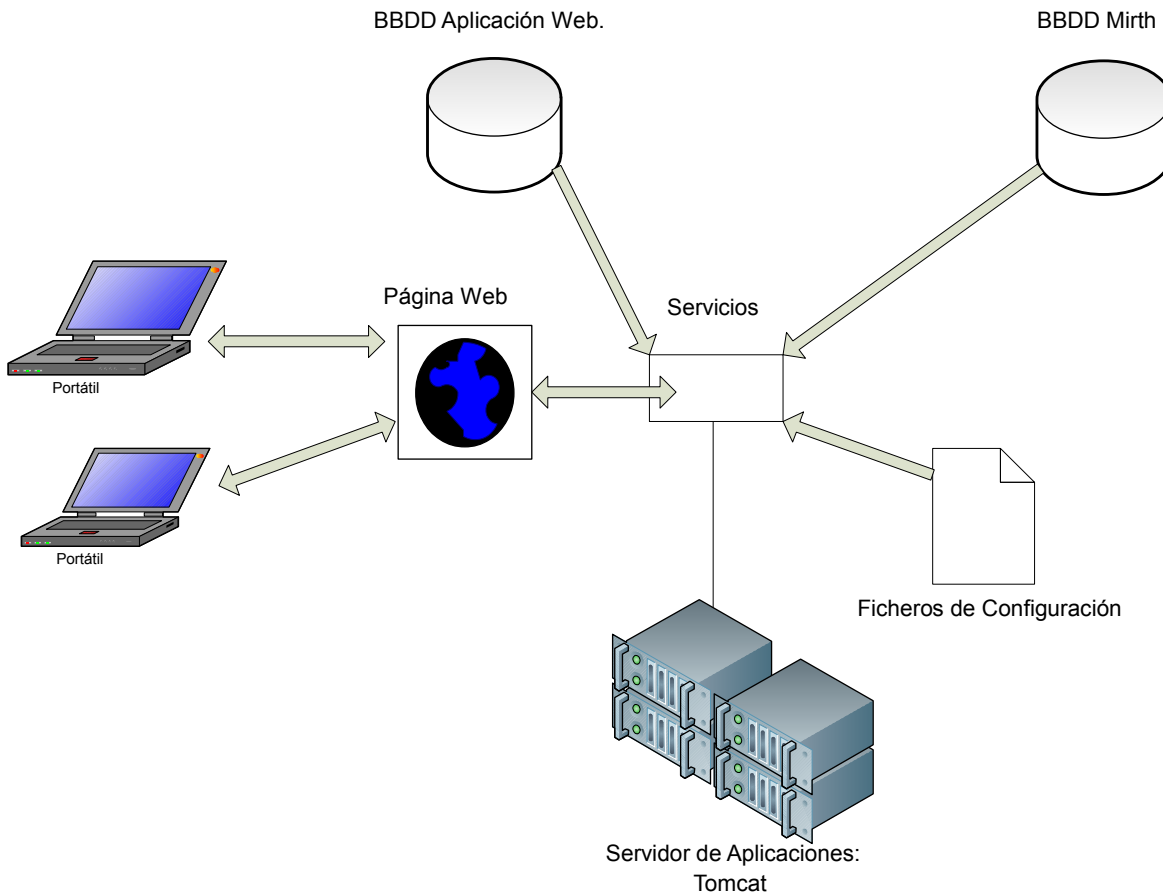 BBDD Aplicación Web.
BBDD Mirth
Página Web
Servicios
Portátil
Portátil
Ficheros de Configuración
Servidor de Aplicaciones:
Tomcat